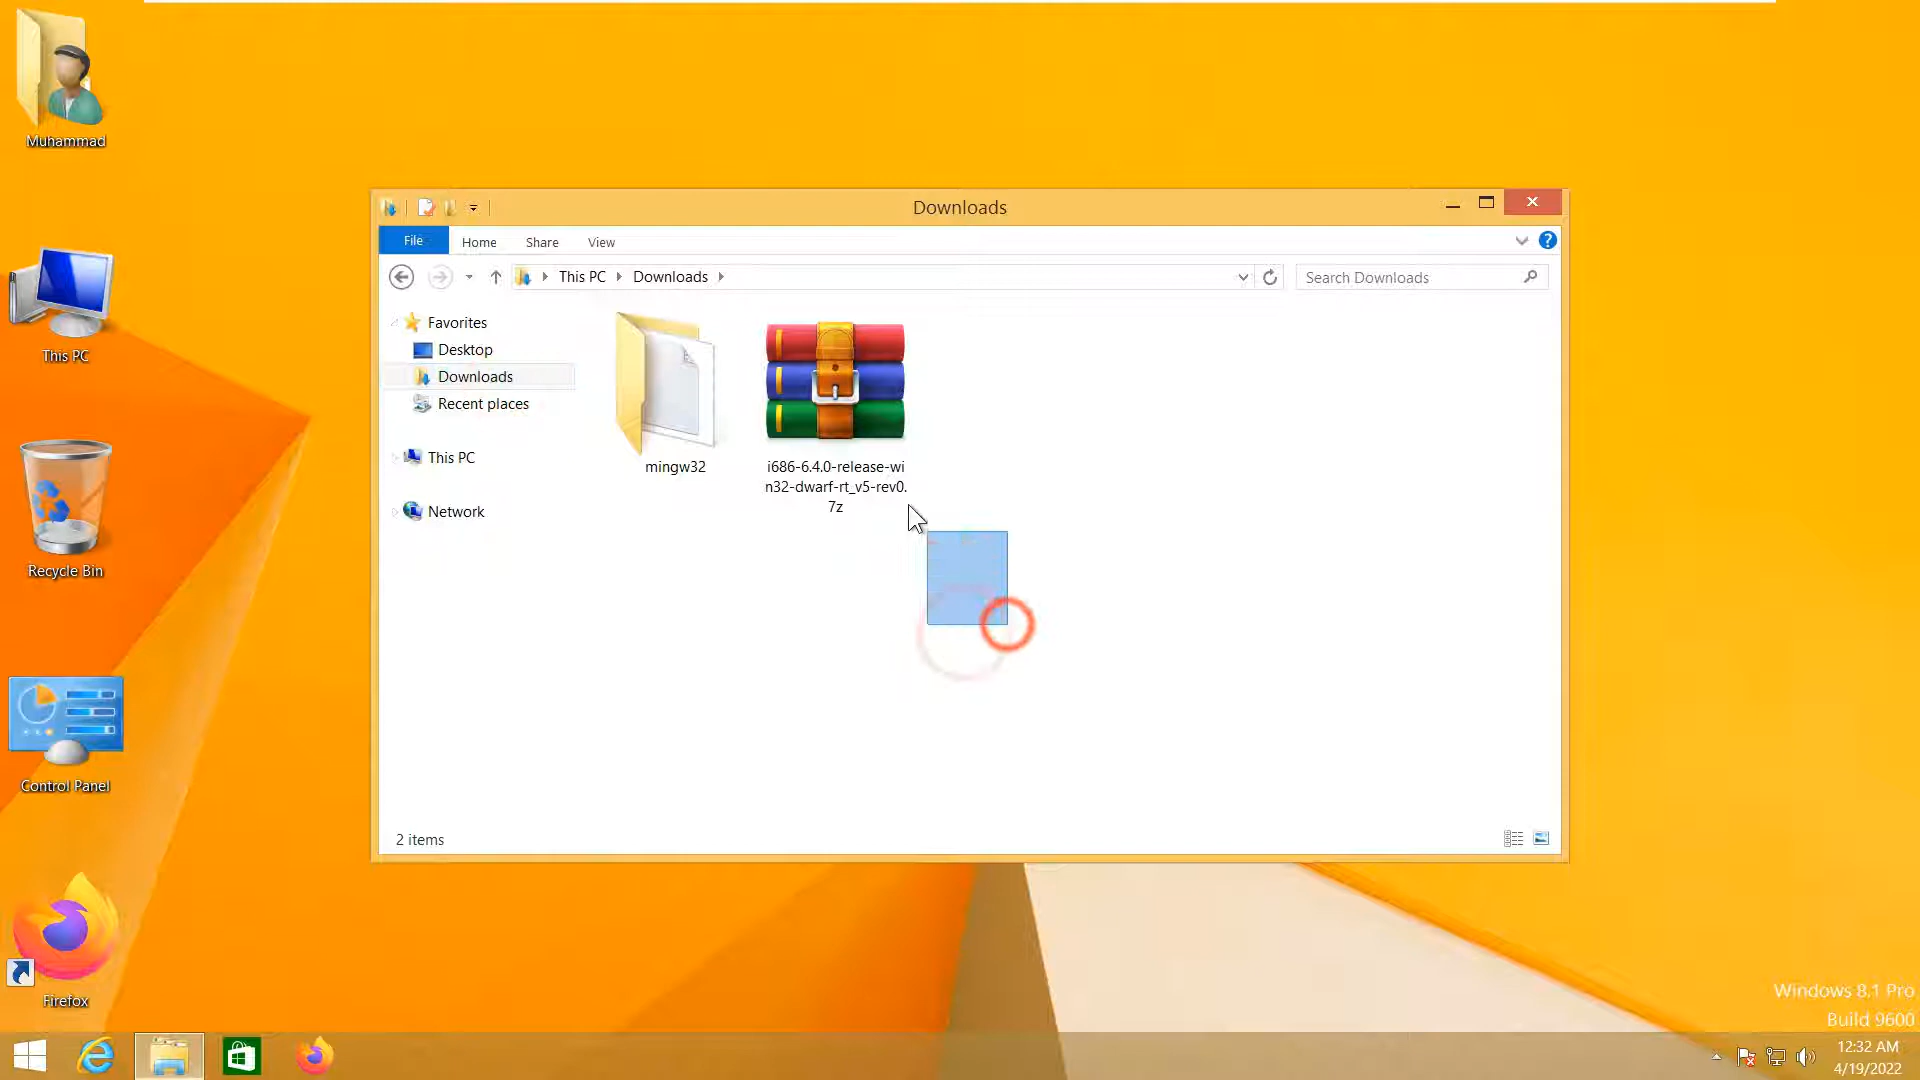 Muhammad
This PC
Recycle Bin
Control Panel
Firefox
Downloads
File
Home
Share
View
This PC
Downloads
Search Downloads
Favorites
Desktop
Downloads
Recent places
This PC
Network
mingw32
i686-6.4.0-release-wi
n32-dwarf-rt_v5-rev0.
7z
2 items
Windows 8.1 Pro
Build 9600
12:32 AM
4/19/2022